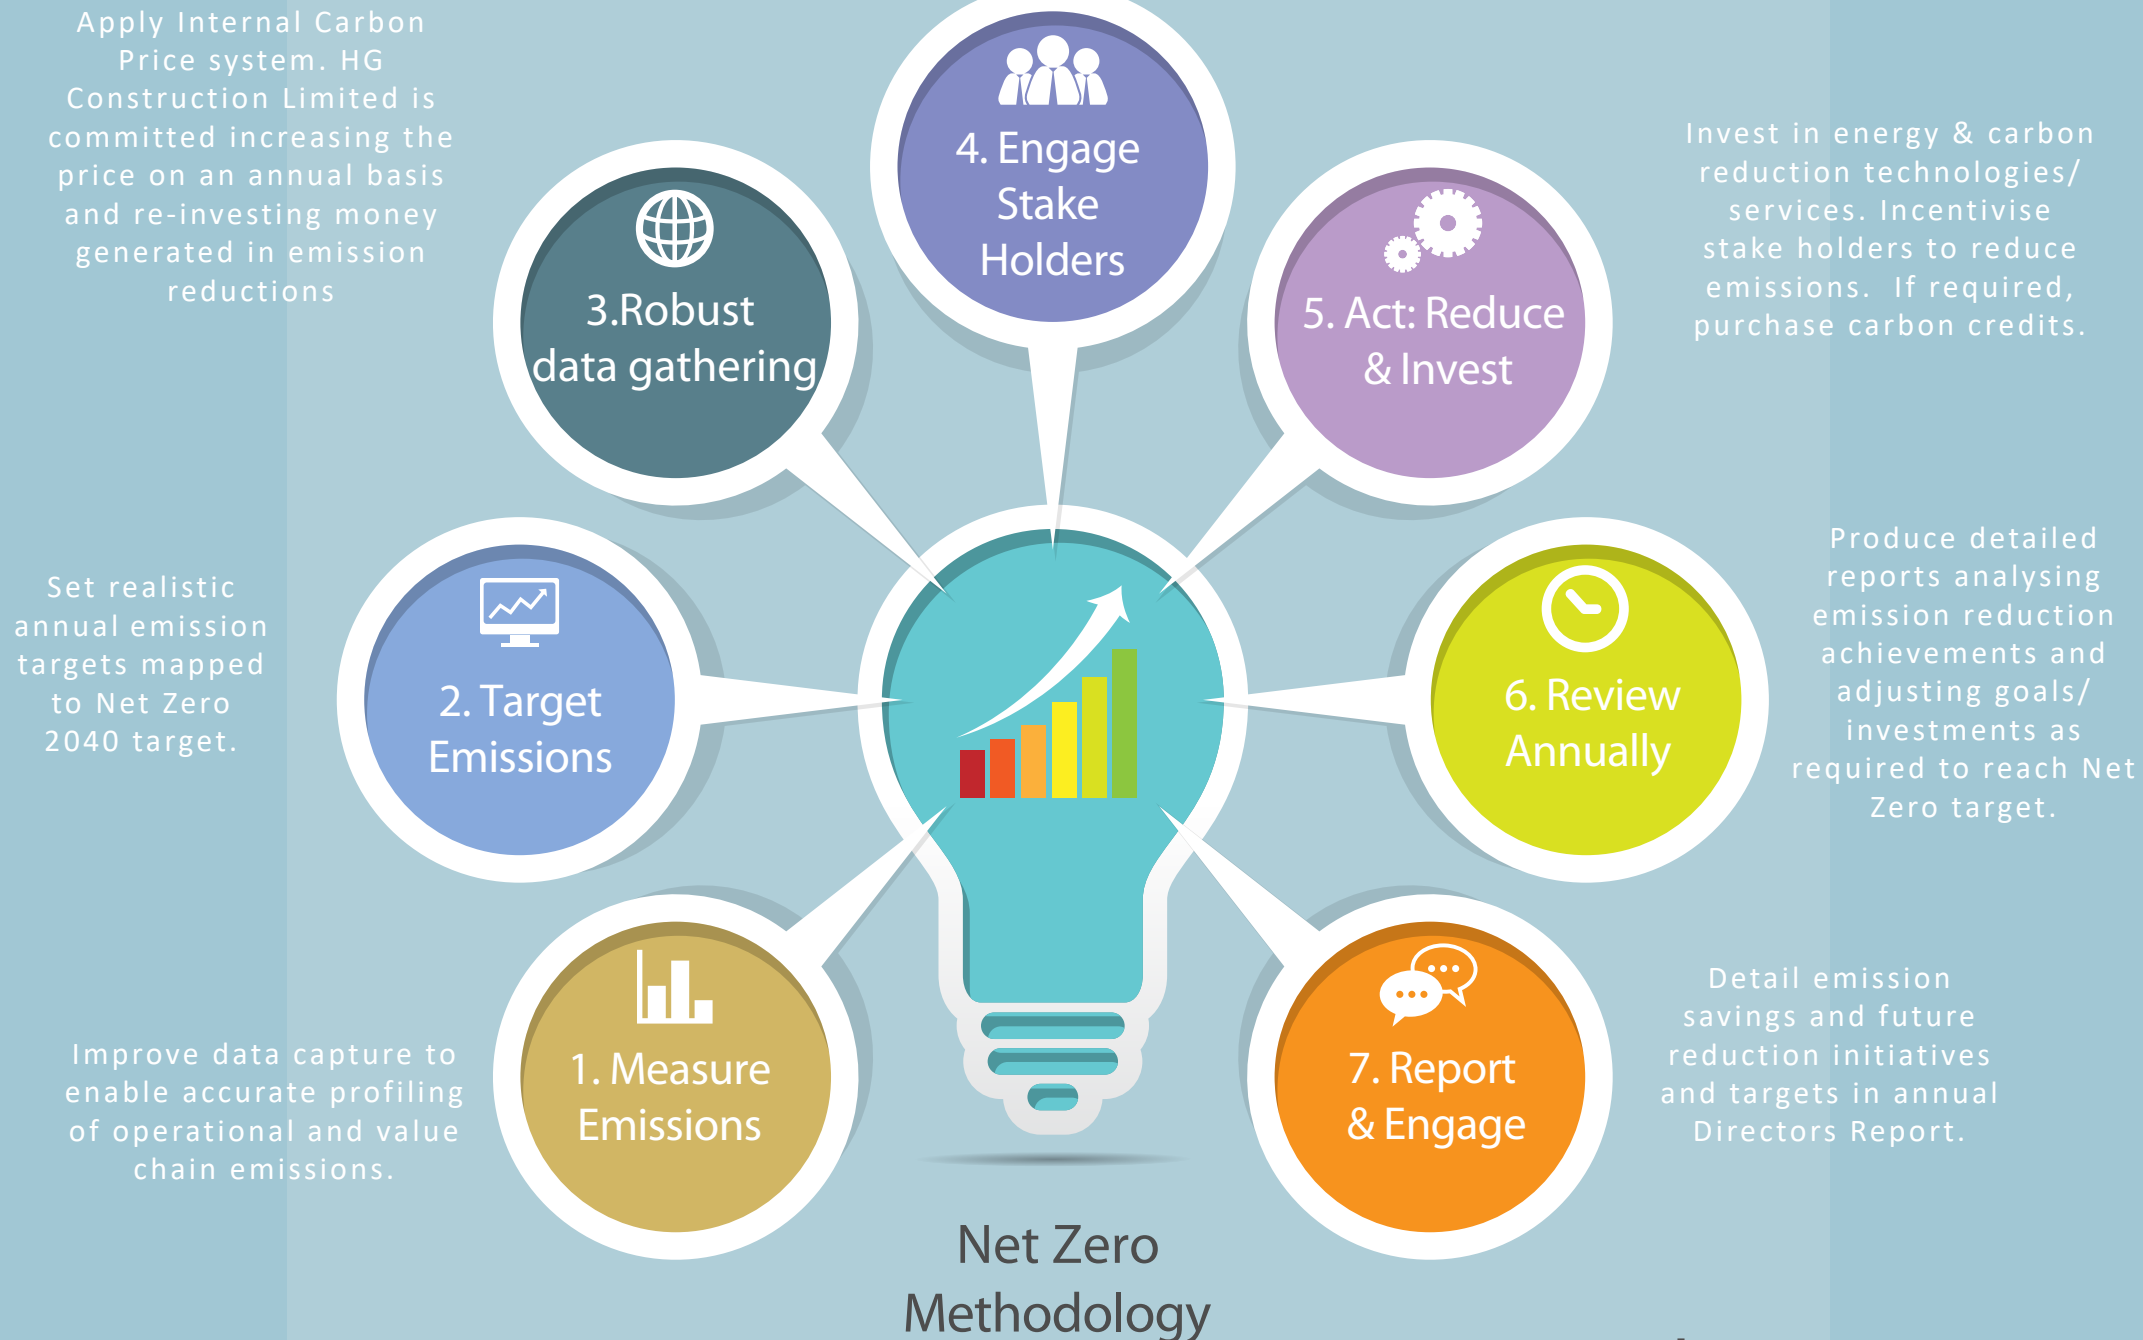 Apply Internal Carbon
Price system. HG
Construction Limited is
committed increasing the
price on an annual basis
and re-investing money
generated in emission
reductions
3.Robust
data gathering
4. Engage
Stake
Holders
5. Act: Reduce
& Invest
Invest in energy & carbon
reduction technologies/
services. Incentivise
stake holders to reduce
emissions.  If required,
purchase carbon credits.
Set realistic
annual emission
targets mapped
to Net Zero
2040 target.
2. Target
Emissions
6. Review
Annually
Produce detailed
reports analysing
emission reduction
achievements and
adjusting goals/
investments as
required to reach Net
Zero target.
Improve data capture to
enable accurate profiling
of operational and value
chain emissions.
1. Measure
Emissions
7. Report
& Engage
Detail emission
savings and future
reduction initiatives
and targets in annual
Directors Report.
Net Zero
Methodology